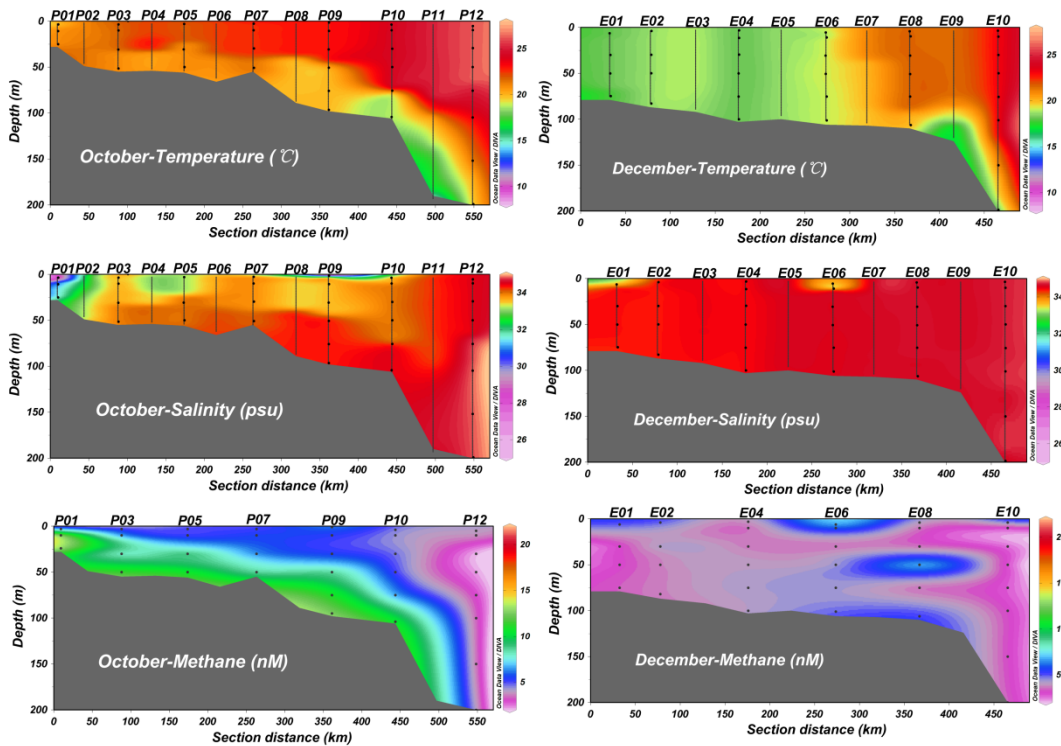 P01 P02 P03 P04 P05 P06 P07 P08 P09 P10 P11 P12
0
50
100
150
200
Depth (m)
October-Temperature (℃)
0 50 100 150 200 250 300 350 400 450 500 550
Section distance (km)
25
20
15
10
Ocean Data View / DIVA
E01 E02 E03 E04 E05 E06 E07 E08 E09 E10
0
50
100
150
200
Depth (m)
December-Temperature (℃)
0 50 100 150 200 250 300 350 400 450
Section distance (km)
25
20
15
10
Ocean Data View / DIVA
P01 P02 P03 P04 P05 P06 P07 P08 P09 P10 P11 P12
0
50
100
150
200
Depth (m)
October-Salinity (psu)
0 50 100 150 200 250 300 350 400 450 500 550
Section distance (km)
34
32
30
28
26
Ocean Data View / DIVA
E01 E02 E03 E04 E05 E06 E07 E08 E09 E10
0
50
100
150
200
Depth (m)
December-Salinity (psu)
0 50 100 150 200 250 300 350 400 450
Section distance (km)
34
32
30
28
26
Ocean Data View / DIVA
P01 P03 P05 P07 P09 P10 P12
0
50
100
150
200
Depth (m)
October-Methane (nM)
0 50 100 150 200 250 300 350 400 450 500 550
Section distance (km)
20
15
10
5
Ocean Data View / DIVA
E01 E02 E04 E06 E08 E10
0
50
100
150
200
Depth (m)
December-Methane (nM)
0 50 100 150 200 250 300 350 400 450
Section distance (km)
2
1
1
5
Ocean Data View / DIVA